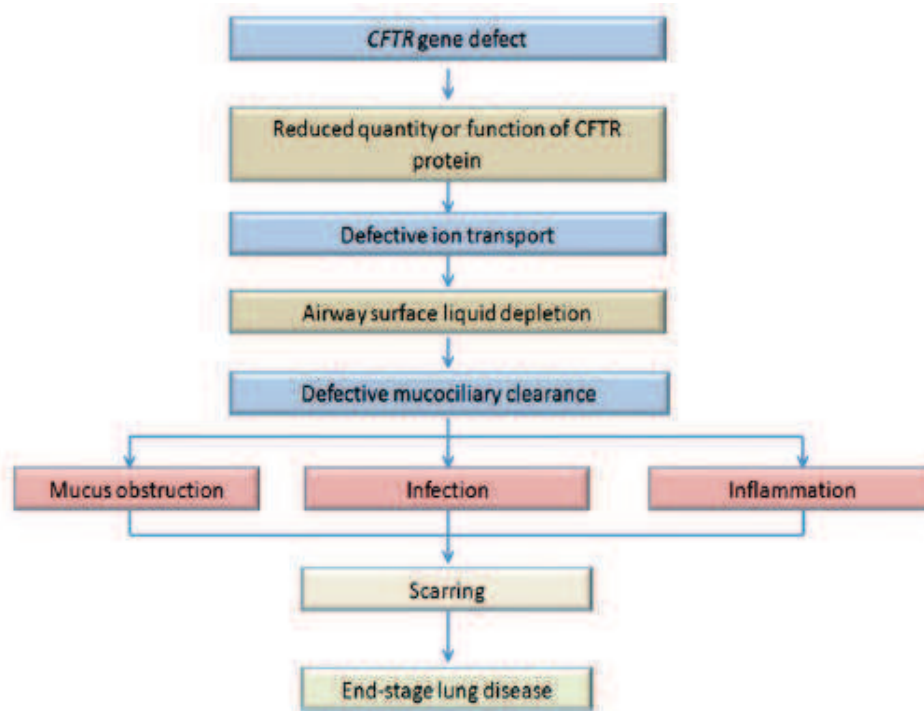 CFTR gene defect
Reduced quantity or function of CFTR
protein
Defective ion transport
Airway surface liquid depletion
Defective mucociliary clearance
Mucus obstruction
Infection
Inflammation
Scarring
End-stage lung disease